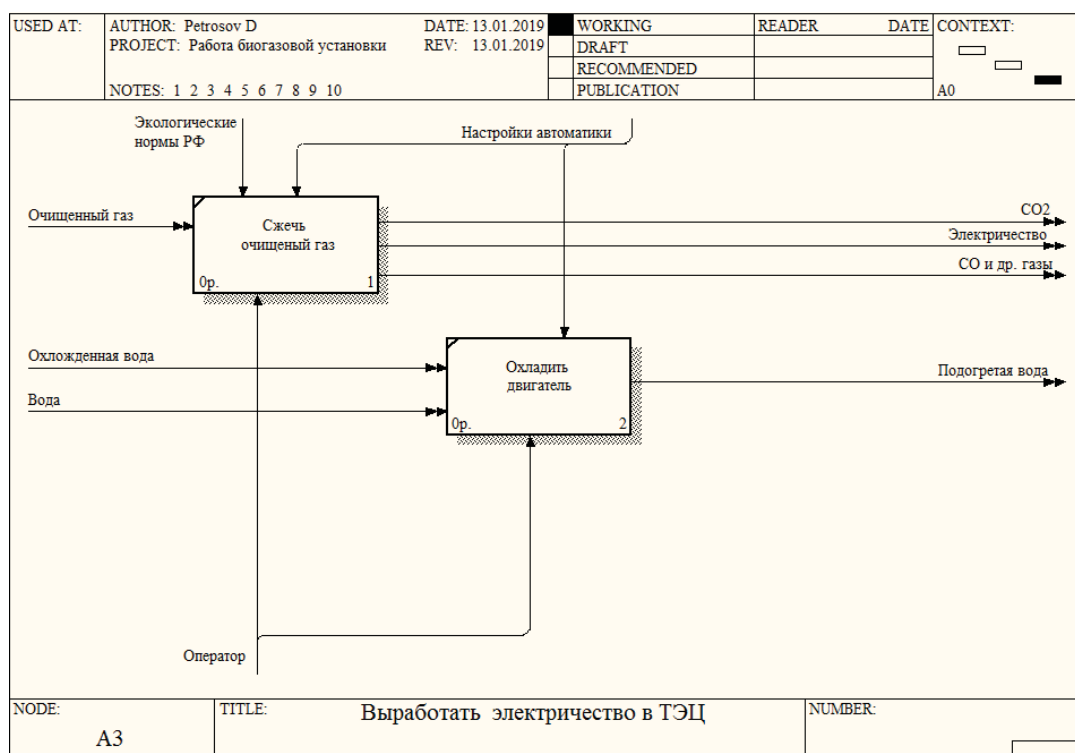 USED AT:
AUTHOR: Petrosov D
DATE: 13.01.2019
PROJECT: Работа биогазовой установки
REV: 13.01.2019
NOTES: 1 2 3 4 5 6 7 8 9 10
WORKING
DRAFT
RECOMMENDED
PUBLICATION
READER DATE
CONTEXT:
A0
Экологические
нормы РФ
Настройки автоматики
Очищенный газ
Сжечь
очищеный газ
0р.
1
CO2
Электричество
СО и др. газы
Охложденная вода
Вода
Охладить
двигатель
0р.
2
Подогретая вода
Оператор
NODE:
A3
TITLE:
Выработать электричество в ТЭЦ
NUMBER: